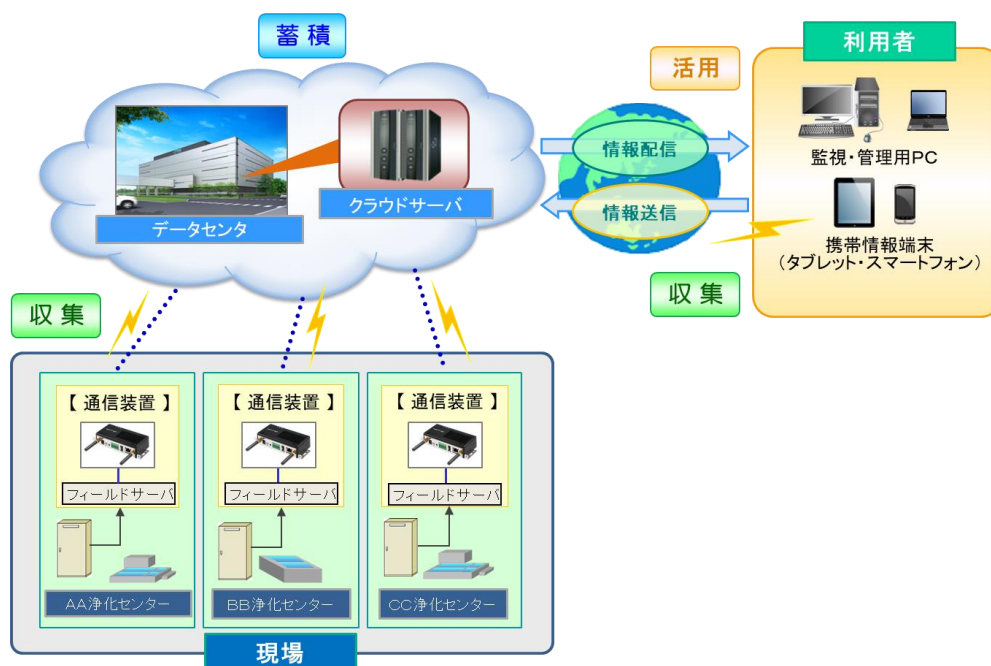 蓄積
利用者
活用
情報配信
監視・管理用PC
クラウドサーバ
データセンタ
情報送信
携帯情報端末
（タブレット・スマートフォン）
収集
収集
【 通信装置 】
【 通信装置 】
【 通信装置 】
フィールドサーバ
フィールドサーバ
フィールドサーバ
AA浄化センター
BB浄化センター
CC浄化センター
現場